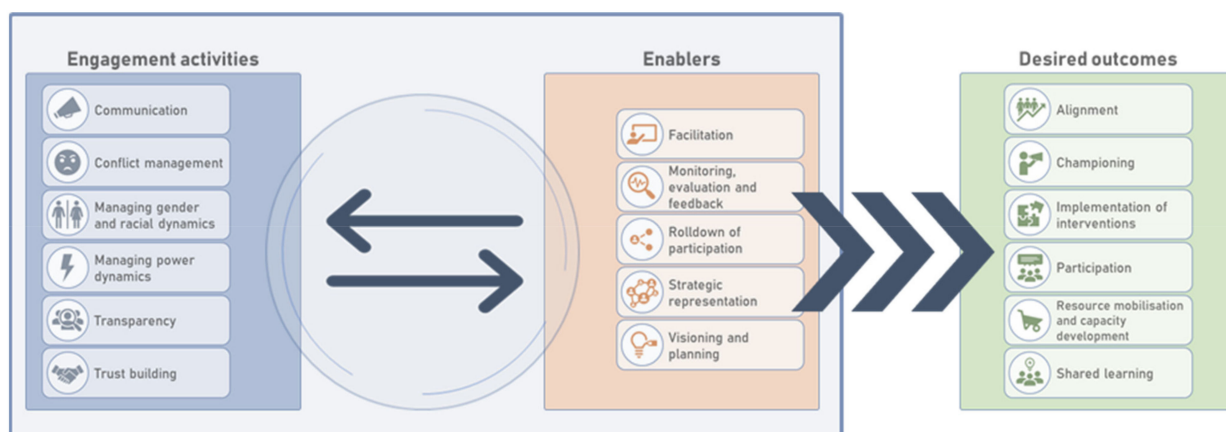 Engagement activities
Communication
Conflict management
Managing gender
and racial dynamics
Managing power
dynamics
Transparency
Trust building
Enablers
Facilitation
Monitoring,
evaluation and
feedback
Rolldown of
participation
Strategic
representation
Visioning and
planning
Desired outcomes
Alignment
Championing
Implementation of
interventions
Participation
Resource mobilisation
and capacity
development
Shared learning